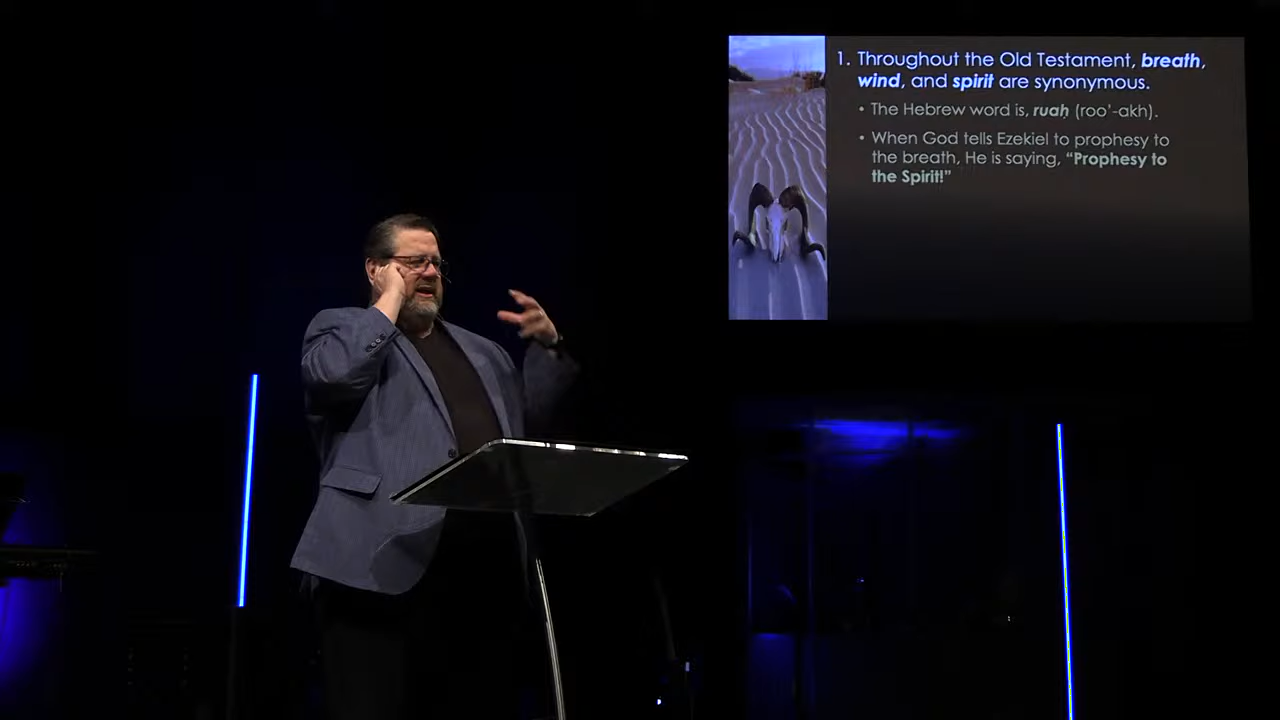 1. Throughout the Old Testament, breath,
wind, and spirit are synonymous.
• The Hebrew word is, ruaḥ (roo'-akh).
• When God tells Ezekiel to prophesy to
the breath, He is saying, “Prophesy to
the Spirit!”